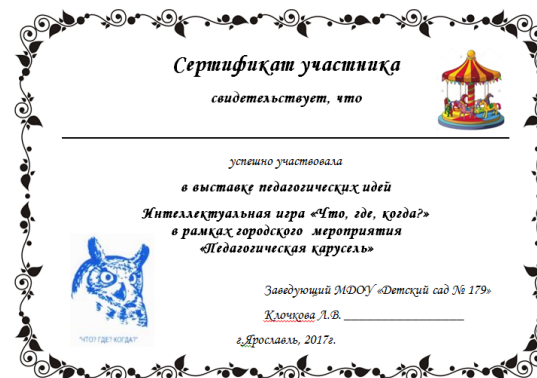 Сертификат участника
свидетельствует, что
успешно участвовала
в выставке педагогических идей
Интеллектуальная игра «Что, где, когда?»
в рамках городского мероприятия
«Педагогическая карусель»
"ЧТО? ГДЕ? КОГДА?"
Заведующий МДОУ «Детский сад № 179»
Клочкова Л.В. ____________________
г.Ярославль, 2017г.